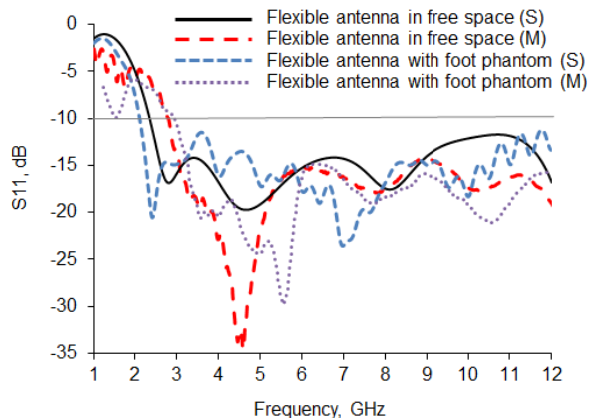 Flexible antenna in free space (S)
Flexible antenna in free space (M)
Flexible antenna with foot phantom (S)
Flexible antenna with foot phantom (M)
S11, dB
0
-5
-10
-15
-20
-25
-30
-35
1 2 3 4 5 6 7 8 9 10 11 12
Frequency, GHz